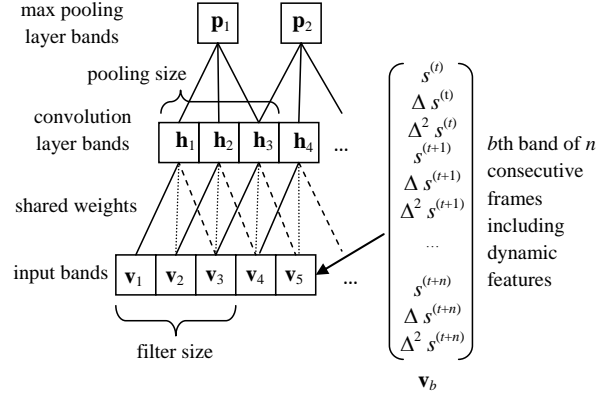 max pooling
layer bands
p₁ p₂
pooling size
convolution
layer bands
h₁ h₂ h₃ h₄ ...
shared weights
input bands
v₁ v₂ v₃ v₄ v₅ ...
filter size
s⁽ᵗ⁾
Δ s⁽ᵗ⁾
Δ² s⁽ᵗ⁾
s⁽ᵗ⁺¹⁾
Δ s⁽ᵗ⁺¹⁾
Δ² s⁽ᵗ⁺¹⁾
...
s⁽ᵗ⁺ⁿ⁾
Δ s⁽ᵗ⁺ⁿ⁾
Δ² s⁽ᵗ⁺ⁿ⁾
v_b
bth band of n
consecutive
frames
including
dynamic
features